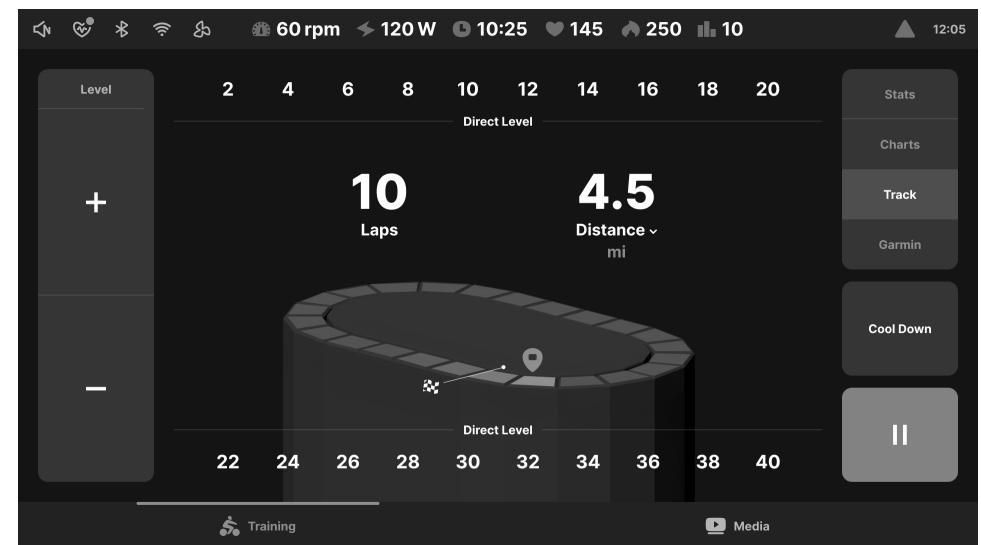 60 rpm 120 W 10:25 145 250 10 12:05
Level
2 4 6 8 10 12 14 16 18 20
Direct Level
+
10
Laps
4.5
Distance
mi
−
Direct Level
22 24 26 28 30 32 34 36 38 40
Stats
Charts
Track
Garmin
Cool Down
Training
Media